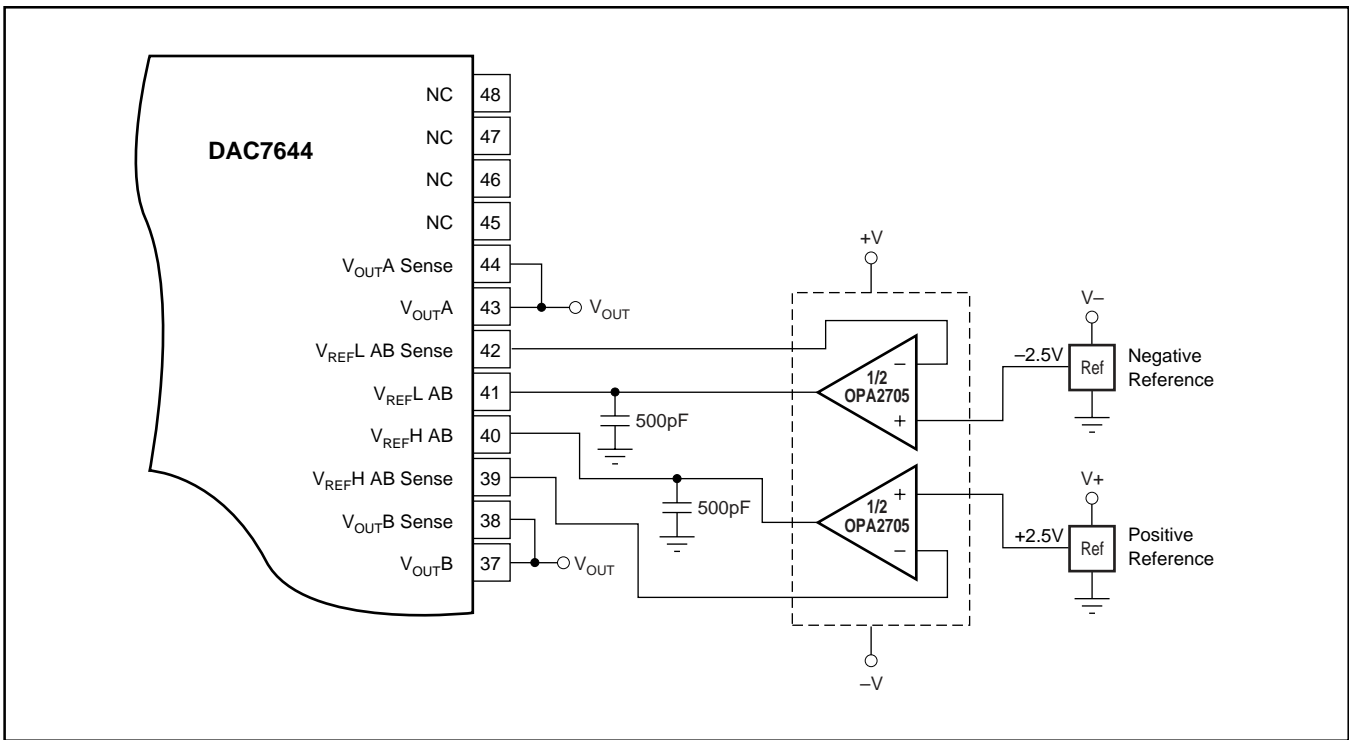 DAC7644
NC 48
NC 47
NC 46
NC 45
VOUTA Sense 44
VOUTA 43
VOUT
VREFL AB Sense 42
VREFL AB 41
VREFH AB 40
VREFH AB Sense 39
VOUTB Sense 38
VOUTB 37
VOUT
500pF
500pF
+V
–
1/2
OPA2705
+
+
1/2
OPA2705
–
–V
V–
–2.5V
Ref
Negative
Reference
V+
+2.5V
Ref
Positive
Reference